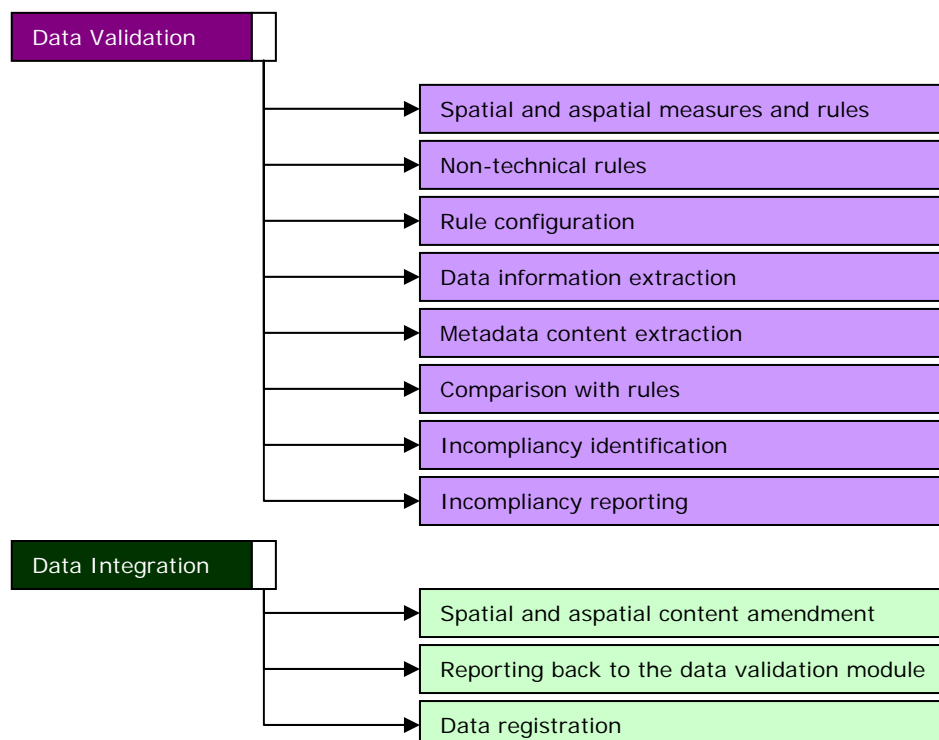 Data Validation
Spatial and aspatial measures and rules
Non-technical rules
Rule configuration
Data information extraction
Metadata content extraction
Comparison with rules
Incompliancy identification
Incompliancy reporting
Data Integration
Spatial and aspatial content amendment
Reporting back to the data validation module
Data registration